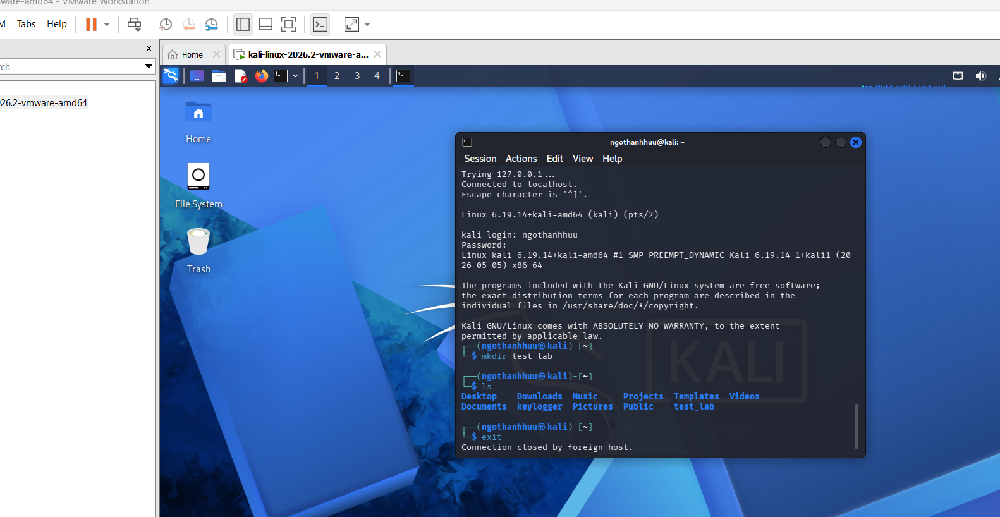 ware-amd64 - VMware Workstation
M Tabs Help
X
rch
26.2-vmware-amd64
Home
kali-linux-2026.2-vmware-a...
1 2 3 4
Home
File System
Trash
ngothanhhuu@kali: ~
Session Actions Edit View Help
Trying 127.0.0.1...
Connected to localhost.
Escape character is '^]'.
Linux 6.19.14+kali-amd64 (kali) (pts/2)
kali login: ngothanhhuu
Password:
Linux kali 6.19.14+kali-amd64 #1 SMP PREEMPT_DYNAMIC Kali 6.19.14-1+kali1 (20
26-05-05) x86_64
The programs included with the Kali GNU/Linux system are free software;
the exact distribution terms for each program are described in the
individual files in /usr/share/doc/*/copyright.
Kali GNU/Linux comes with ABSOLUTELY NO WARRANTY, to the extent
permitted by applicable law.
┌──(ngothanhhuu㉿kali)-[~]
└─$ mkdir test_lab
┌──(ngothanhhuu㉿kali)-[~]
└─$ ls
Desktop Downloads Music Projects Templates Videos
Documents keylogger Pictures Public test_lab
┌──(ngothanhhuu㉿kali)-[~]
└─$ exit
Connection closed by foreign host.
KALI